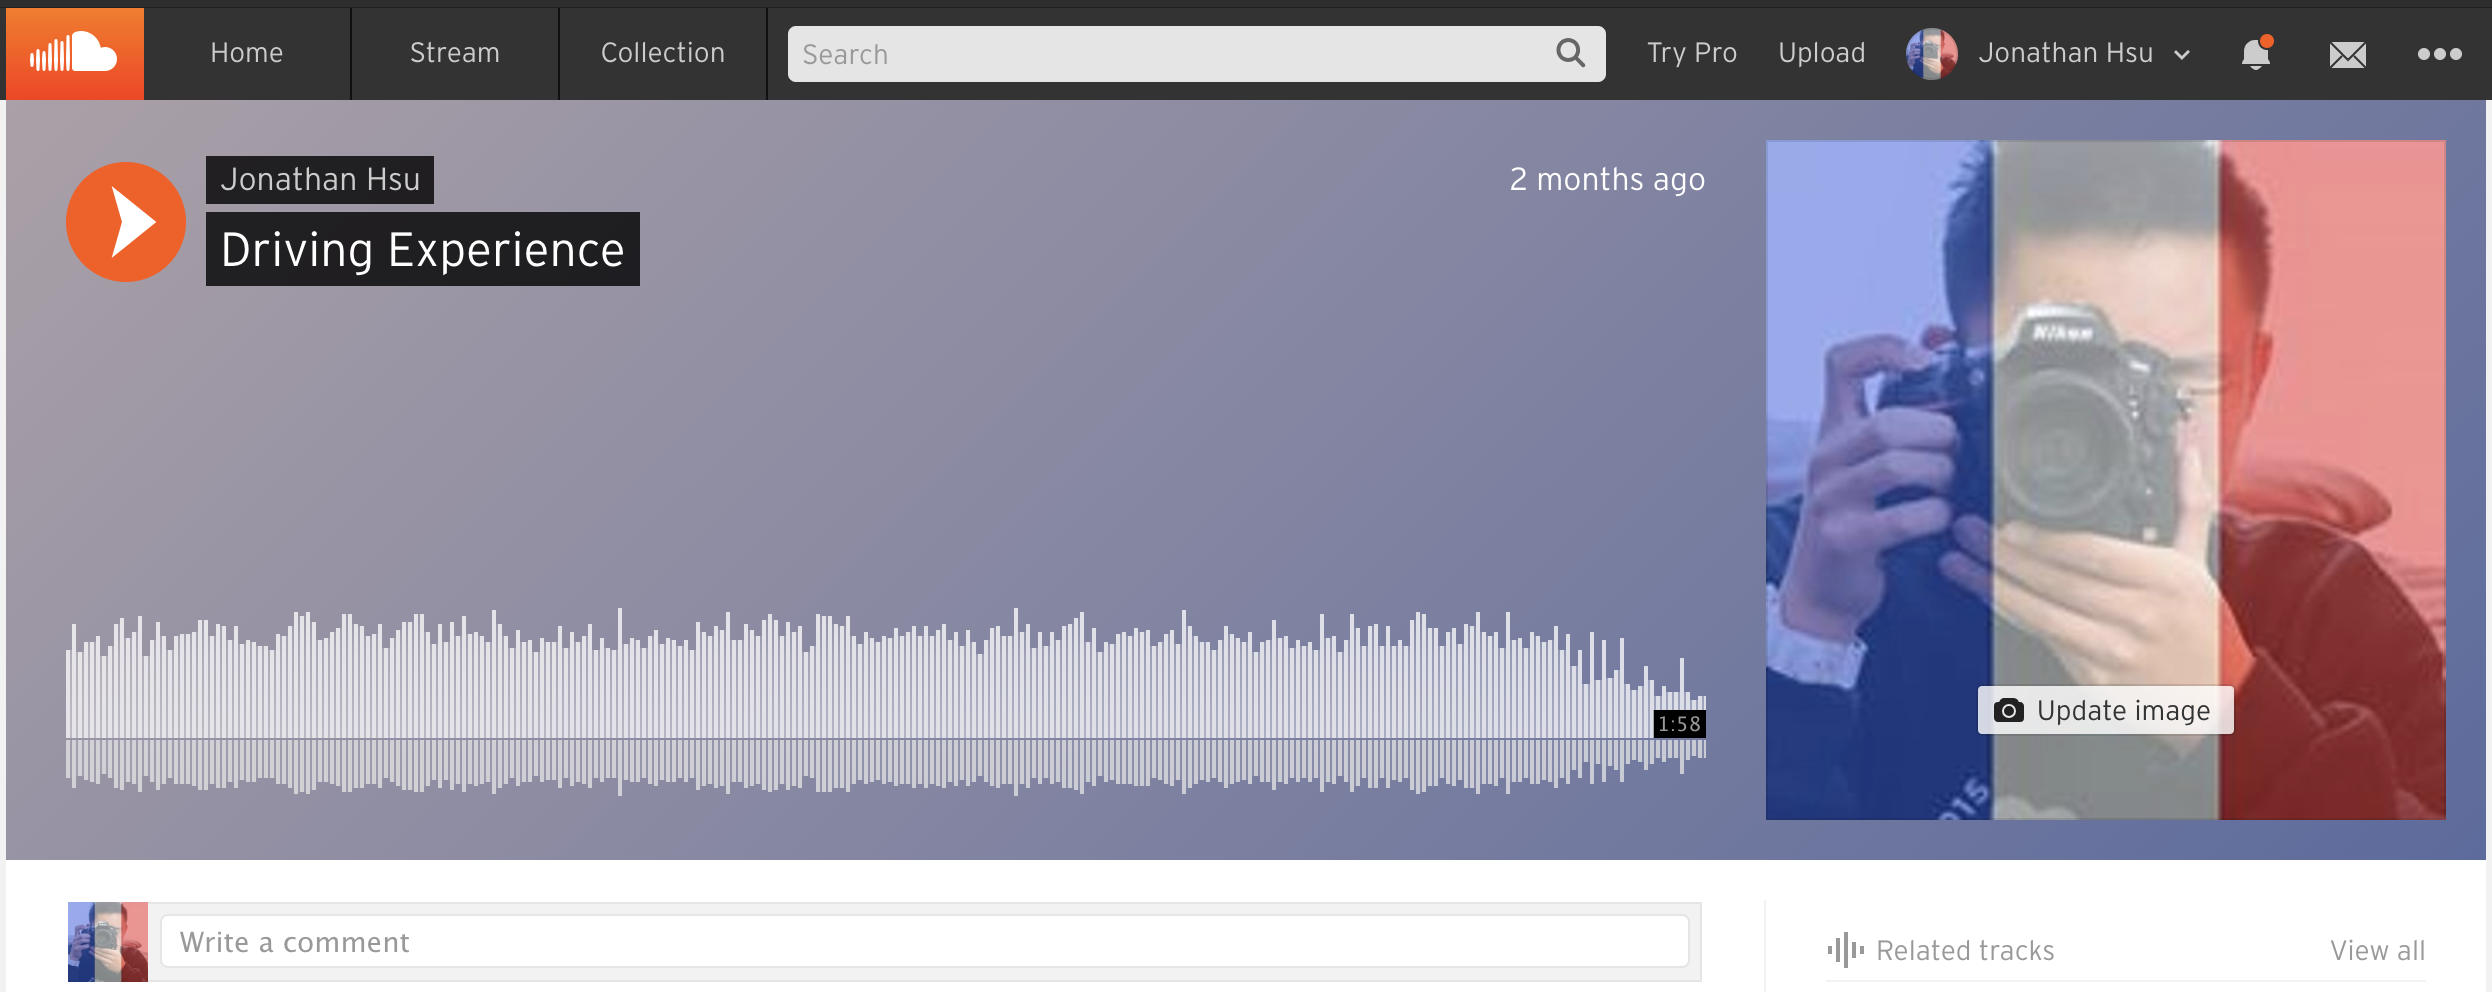 Home
Stream
Collection
Search
Try Pro
Upload
Jonathan Hsu
Jonathan Hsu
2 months ago
Driving Experience
Nikon
1:58
Update image
015
Write a comment
Related tracks
View all